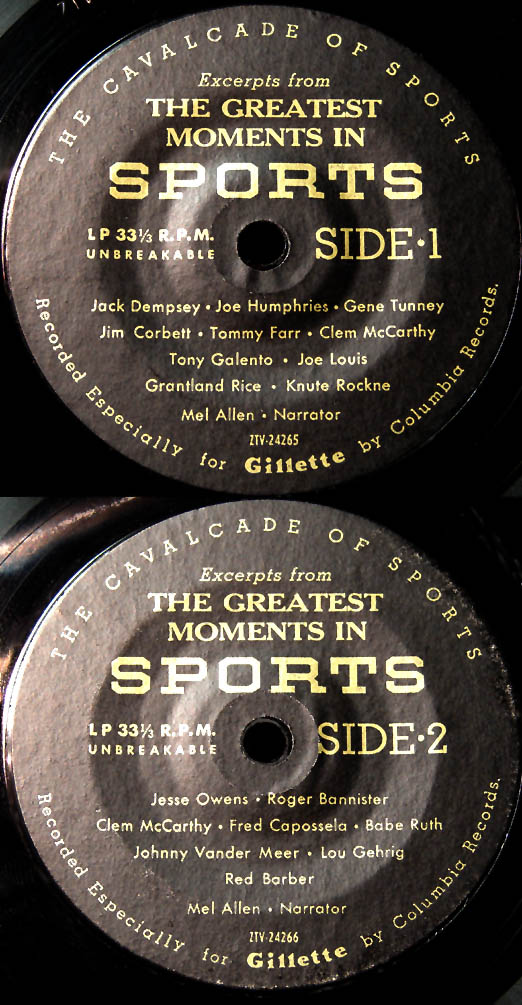 THE CAVALCADE OF SPORTS
Excerpts from
THE GREATEST
MOMENTS IN
SPORTS
LP 33⅓ R.P.M.
UNBREAKABLE
SIDE·1
Jack Dempsey • Joe Humphries • Gene Tunney
Jim Corbett • Tommy Farr • Clem McCarthy
Tony Galento • Joe Louis
Grantland Rice • Knute Rockne
Mel Allen • Narrator
ZTV-24265
Recorded Especially for Gillette by Columbia Records.
THE CAVALCADE OF SPORTS
Excerpts from
THE GREATEST
MOMENTS IN
SPORTS
LP 33⅓ R.P.M.
UNBREAKABLE
SIDE·2
Jesse Owens • Roger Bannister
Clem McCarthy • Fred Capossela • Babe Ruth
Johnny Vander Meer • Lou Gehrig
Red Barber
Mel Allen • Narrator
ZTV-24266
Recorded Especially for Gillette by Columbia Records.